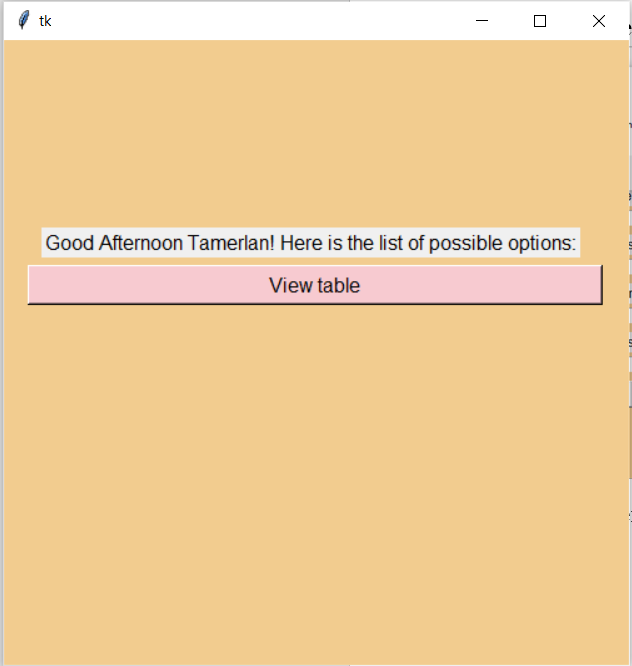 tk
Good Afternoon Tamerlan! Here is the list of possible options:
View table